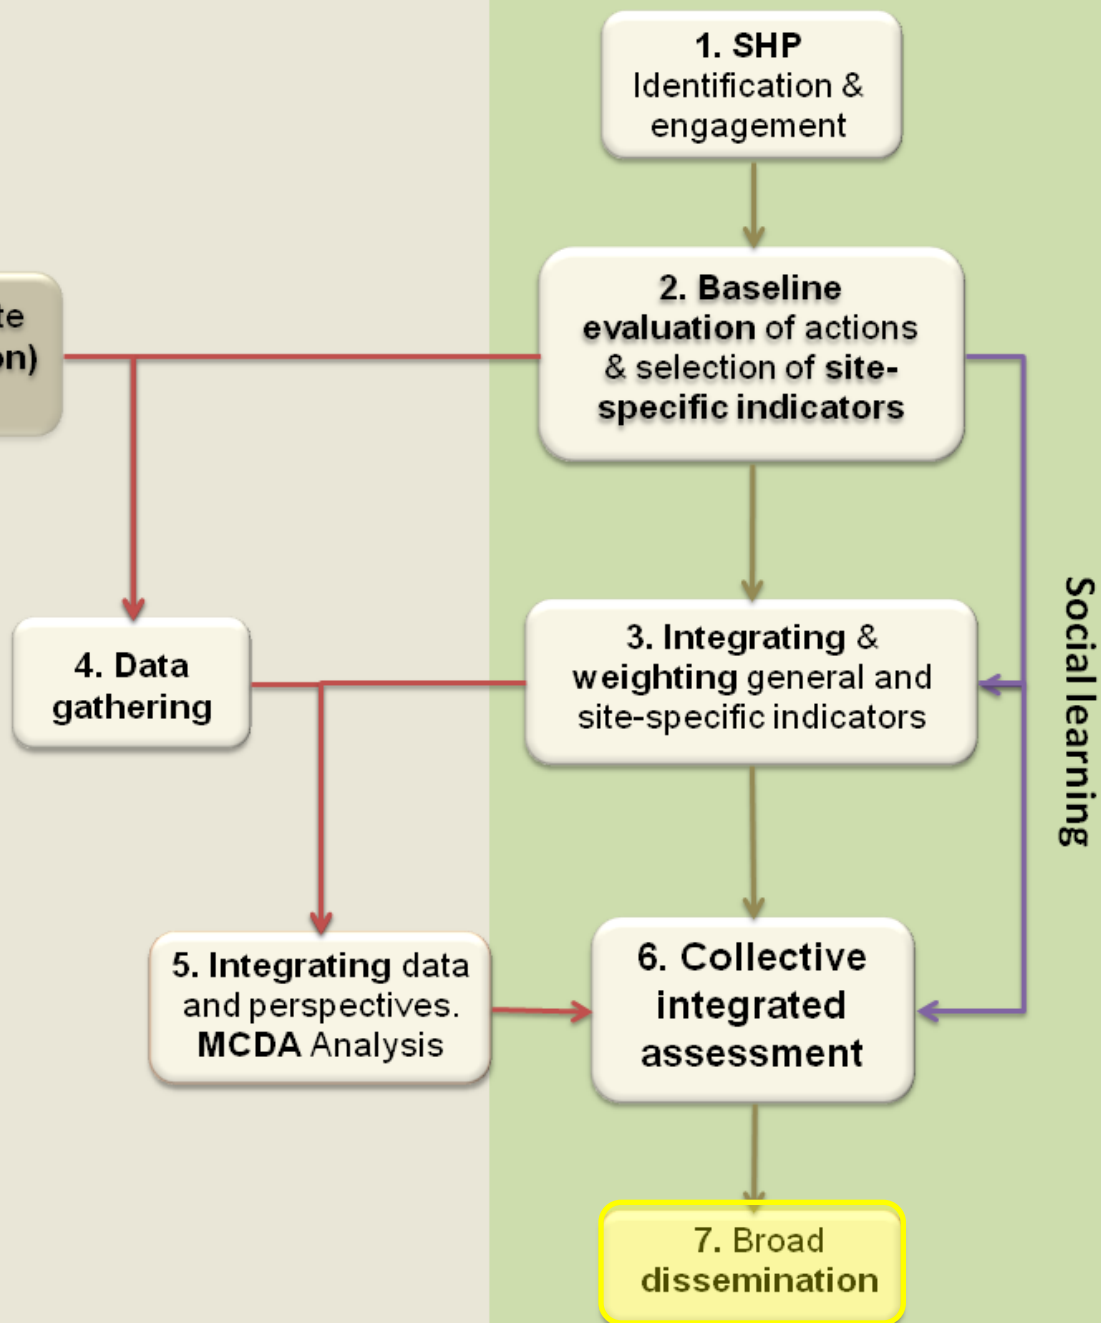 1. SHP
Identification &
engagement
2. Baseline
evaluation of actions
& selection of site-
specific indicators
te
on)
3. Integrating &
weighting general and
site-specific indicators
4. Data
gathering
Social learning
5. Integrating data
and perspectives.
MCDA Analysis
6. Collective
integrated
assessment
7. Broad
dissemination